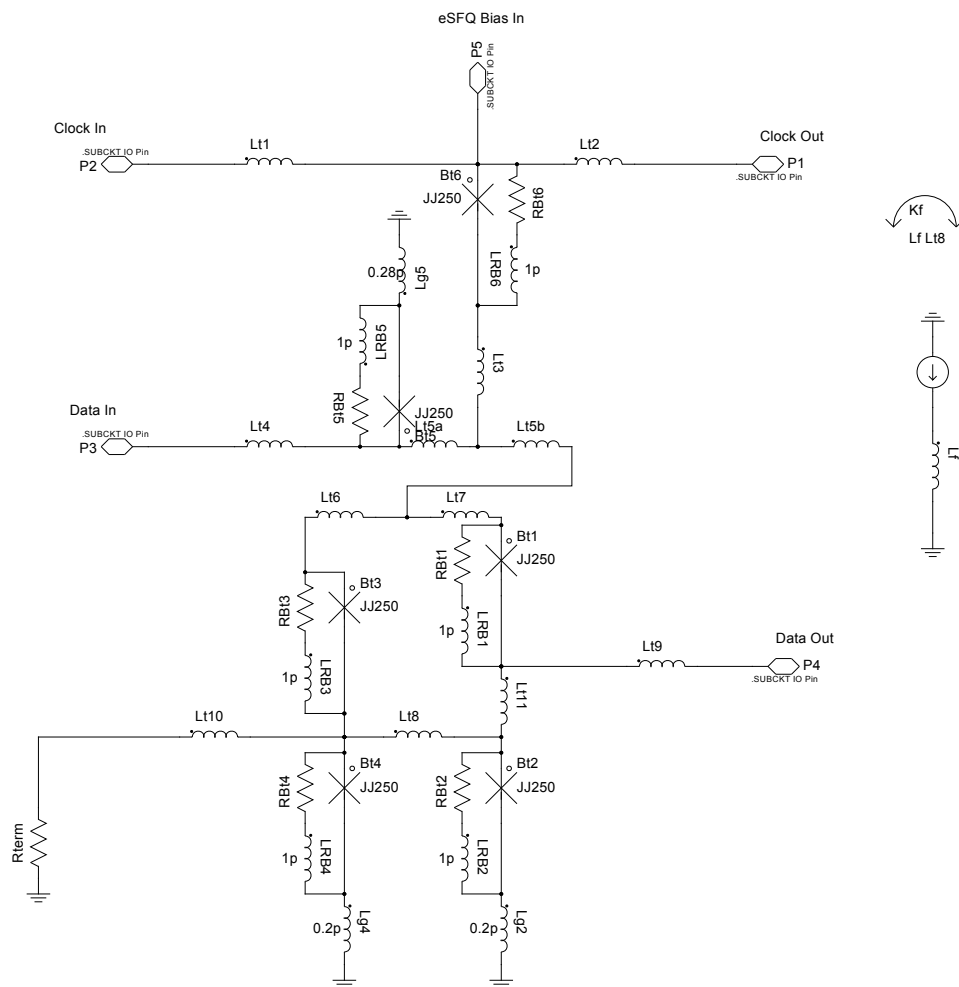 eSFQ Bias In
P5
.SUBCKT IO Pin
Clock In
.SUBCKT IO Pin
P2
Lt1
Lt2
Clock Out
P1
.SUBCKT IO Pin
Bt6
JJ250
RBt6
LRB6
1p
Kf
Lf Lt8
0.28p
Lg5
1p
LRB5
Lt3
RBt5
JJ250
Data In
.SUBCKT IO Pin
P3
Lt4
Lt5a
Bt5
Lt5b
Lf
Lt6
Lt7
RBt1
Bt1
JJ250
RBt3
Bt3
JJ250
1p
LRB1
1p
LRB3
Lt9
Data Out
P4
.SUBCKT IO Pin
Lt11
Lt10
Lt8
RBt4
Bt4
JJ250
RBt2
Bt2
JJ250
Rterm
1p
LRB4
1p
LRB2
0.2p
Lg4
0.2p
Lg2